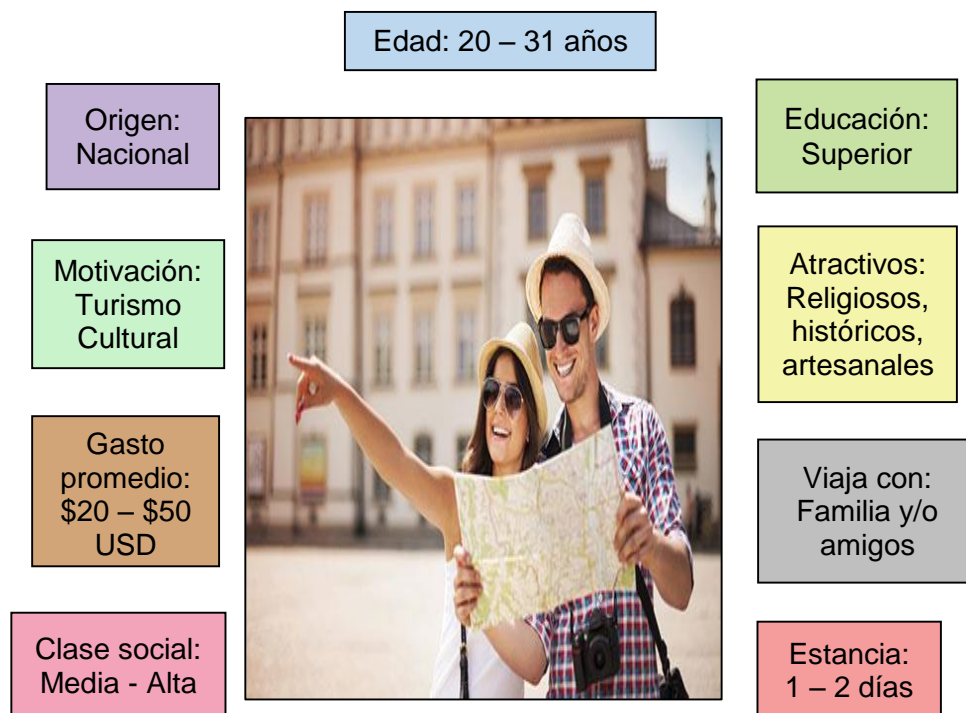 Edad: 20 – 31 años
Origen:
Nacional
Educación:
Superior
Motivación:
Turismo
Cultural
Atractivos:
Religiosos,
históricos,
artesanales
Gasto
promedio:
$20 – $50
USD
Viaja con:
Familia y/o
amigos
Clase social:
Media - Alta
Estancia:
1 – 2 días